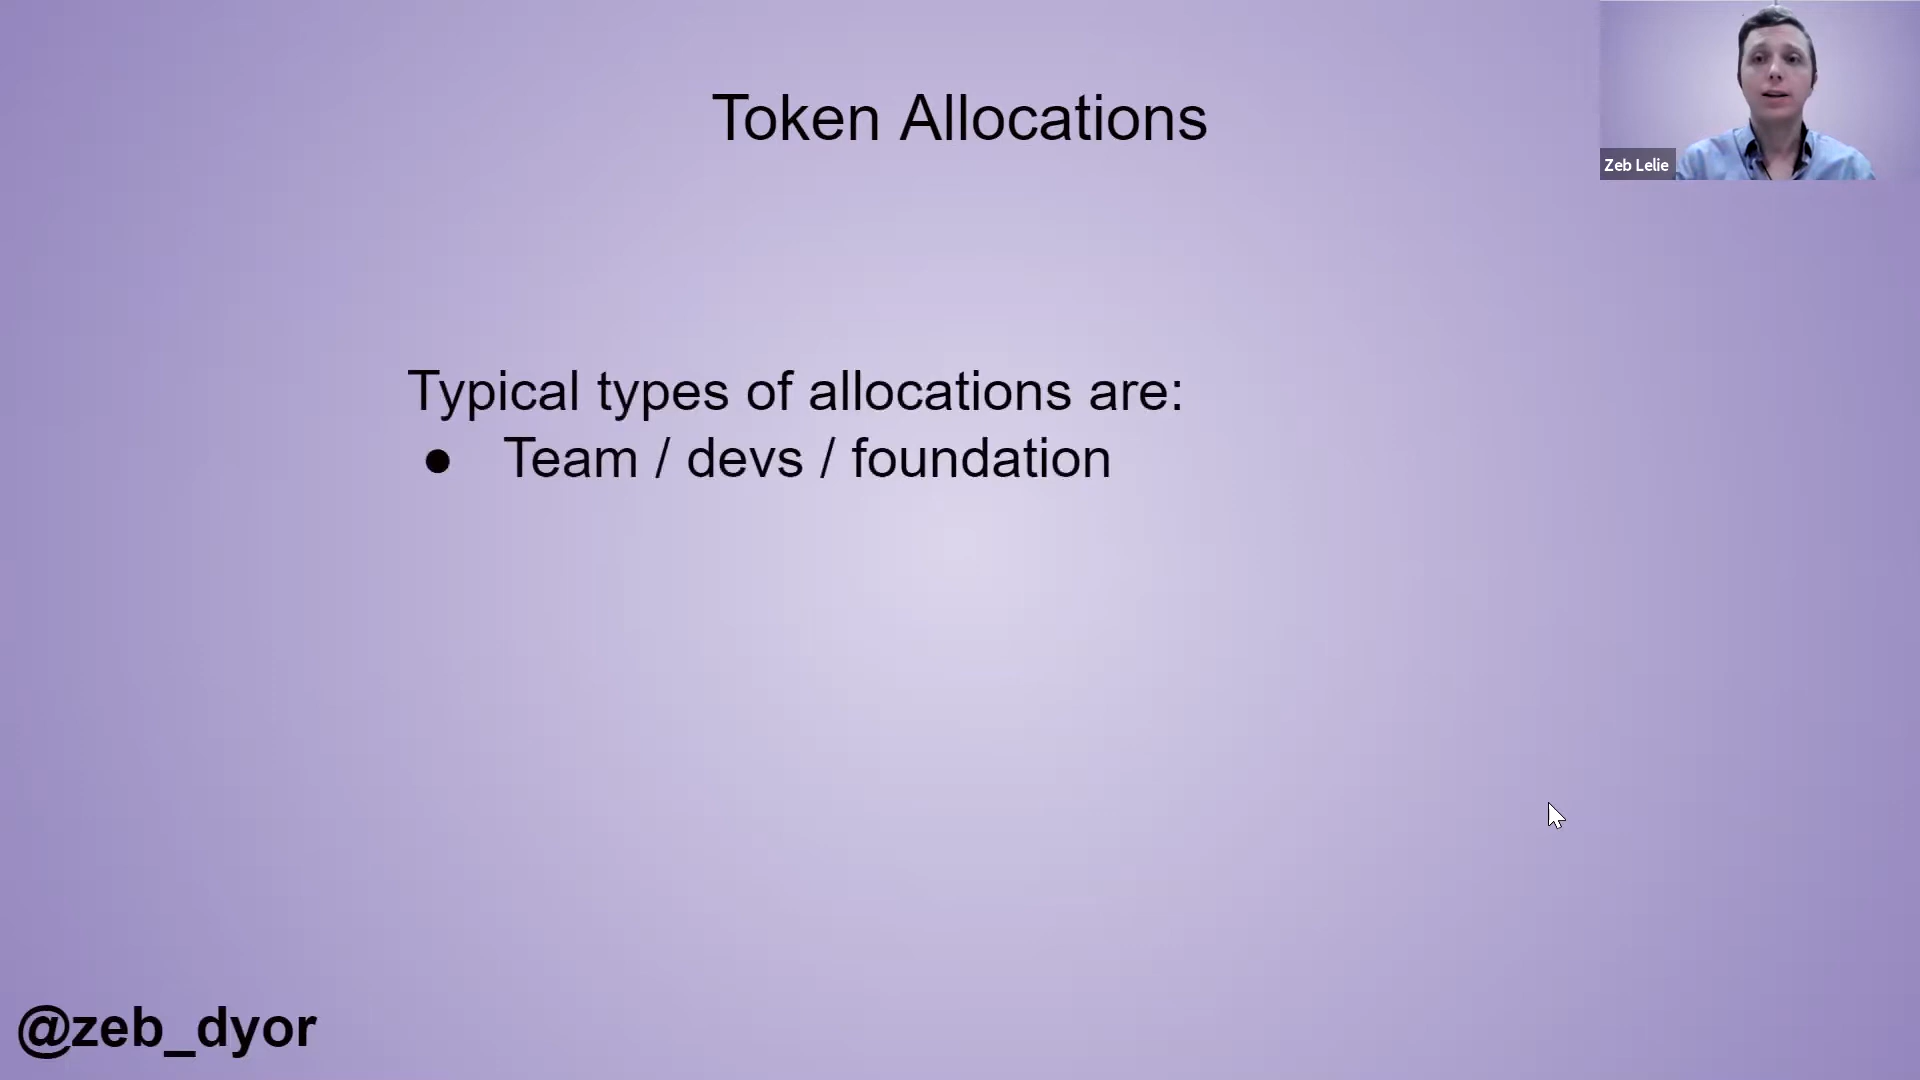 Token Allocations
Zeb Lelie
Typical types of allocations are:
● Team / devs / foundation
@zeb_dyor